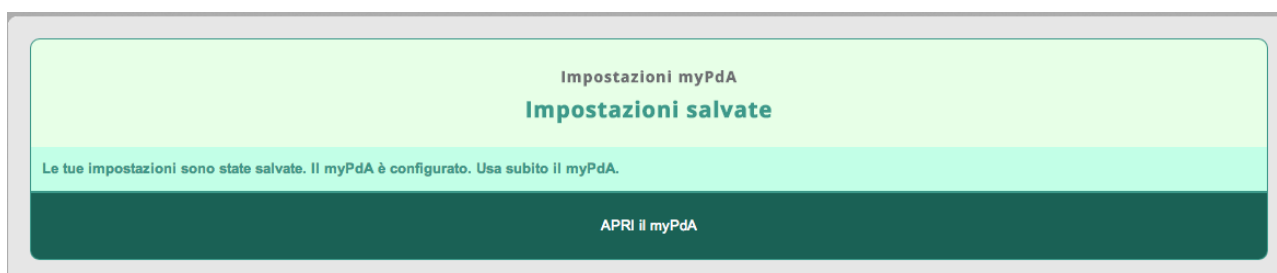 Impostazioni myPdA
Impostazioni salvate
Le tue impostazioni sono state salvate. Il myPdA è configurato. Usa subito il myPdA.
APRI il myPdA